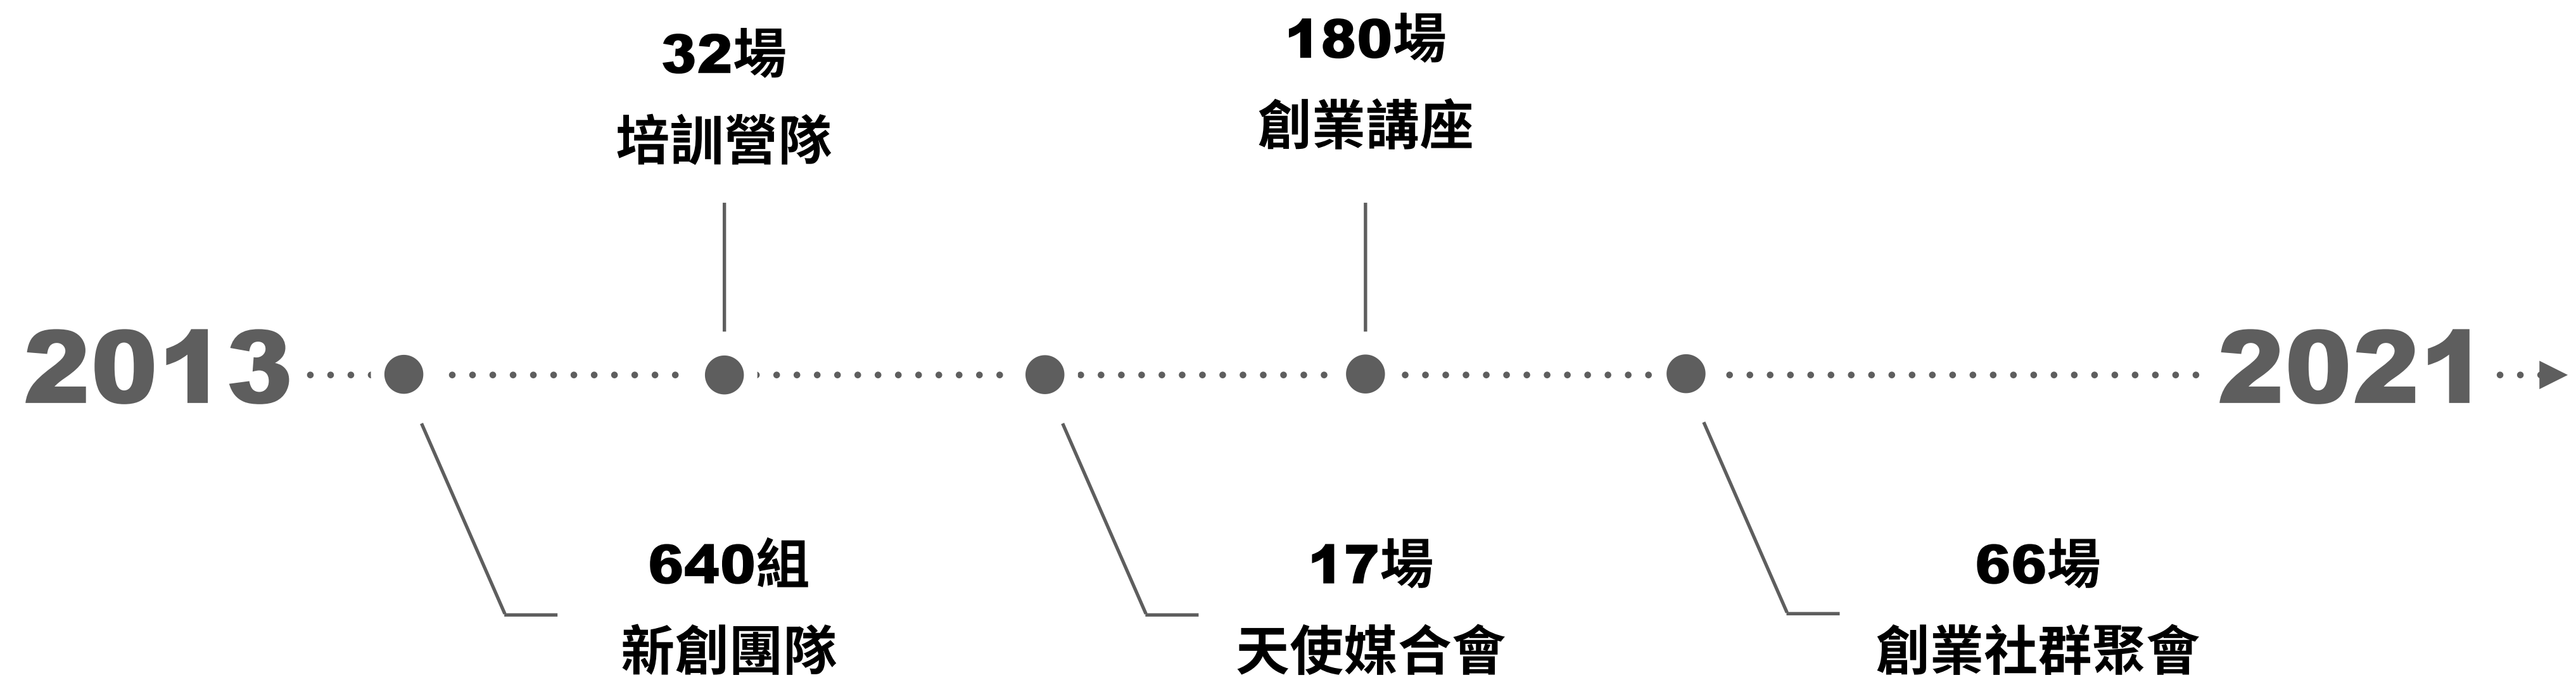 32場
培訓營隊
180場
創業講座
2013
2021
640組
新創團隊
17場
天使媒合會
66場
創業社群聚會